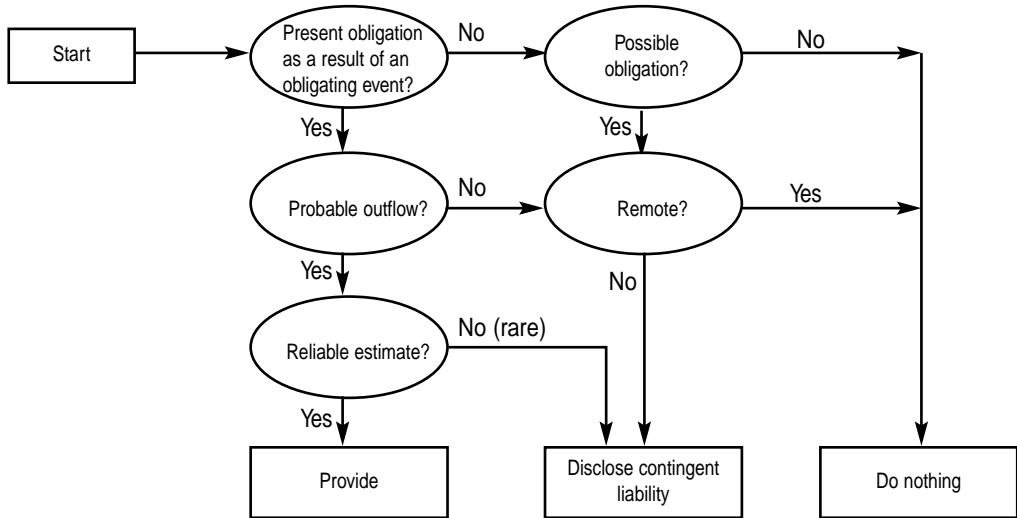 Start
Present obligation
as a result of an
obligating event?
No
Possible
obligation?
No
Yes
Yes
Probable outflow?
No
Remote?
Yes
Yes
No
Reliable estimate?
No (rare)
Yes
Provide
Disclose contingent
liability
Do nothing